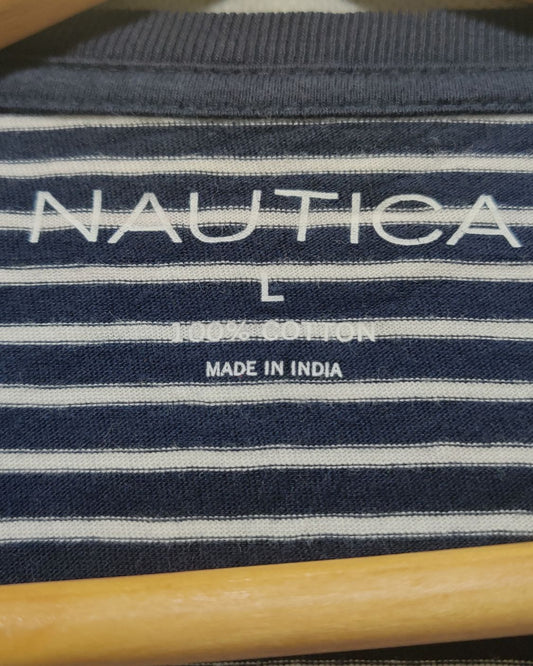 NAUTICA
L
100% COTTON
MADE IN INDIA